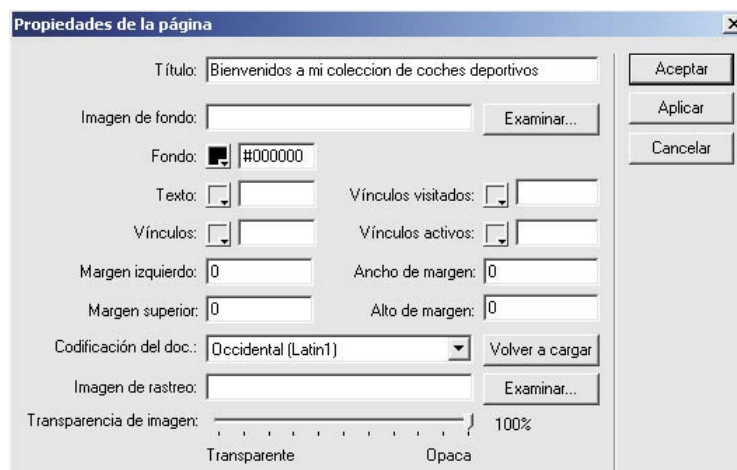 Propiedades de la página
Título: Bienvenidos a mi coleccion de coches deportivos
Aceptar
Imagen de fondo: Examinar...
Aplicar
Fondo: #000000
Cancelar
Texto: Vínculos visitados:
Vínculos: Vínculos activos:
Margen izquierdo: 0 Ancho de margen: 0
Margen superior: 0 Alto de margen: 0
Codificación del doc.: Occidental (Latin1) Volver a cargar
Imagen de rastreo: Examinar...
Transparencia de imagen: 100%
Transparente Opaca